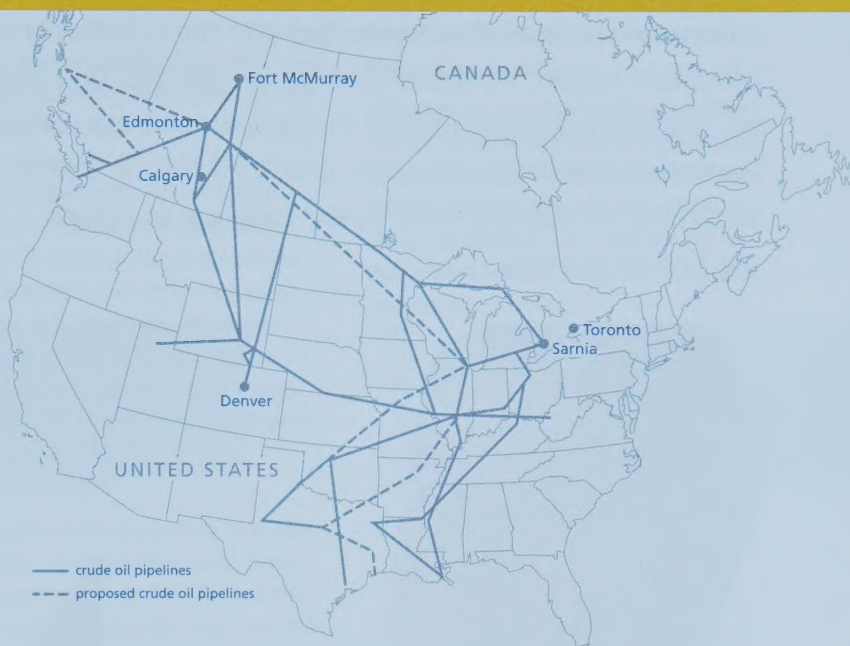 CANADA
Fort McMurray
Edmonton
Calgary
Toronto
Sarnia
Denver
UNITED STATES
crude oil pipelines
proposed crude oil pipelines